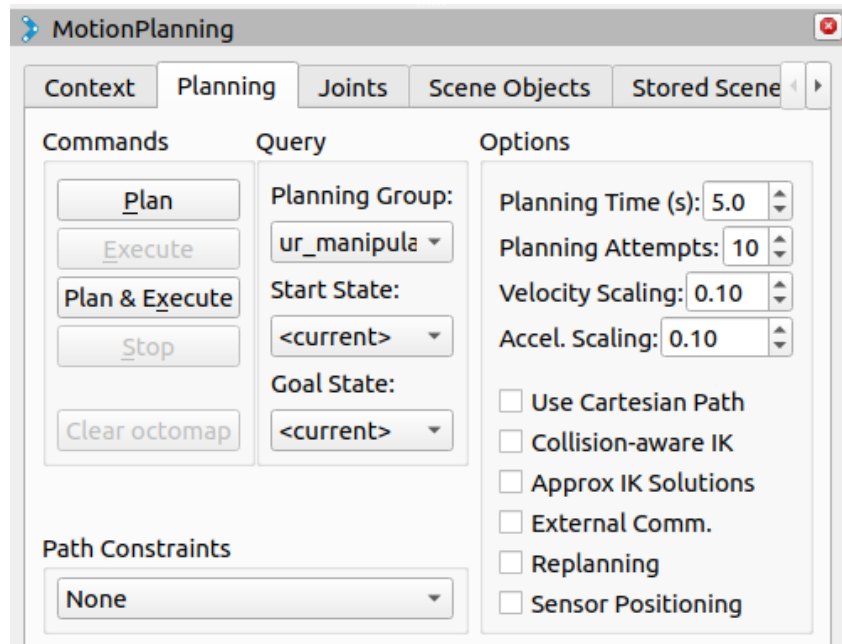 MotionPlanning
Context Planning Joints Scene Objects Stored Scene
Commands
Plan
Execute
Plan & Execute
Stop
Clear octomap
Query
Planning Group:
ur_manipula
Start State:
<current>
Goal State:
<current>
Path Constraints
None
Options
Planning Time (s): 5.0
Planning Attempts: 10
Velocity Scaling: 0.10
Accel. Scaling: 0.10
Use Cartesian Path
Collision-aware IK
Approx IK Solutions
External Comm.
Replanning
Sensor Positioning